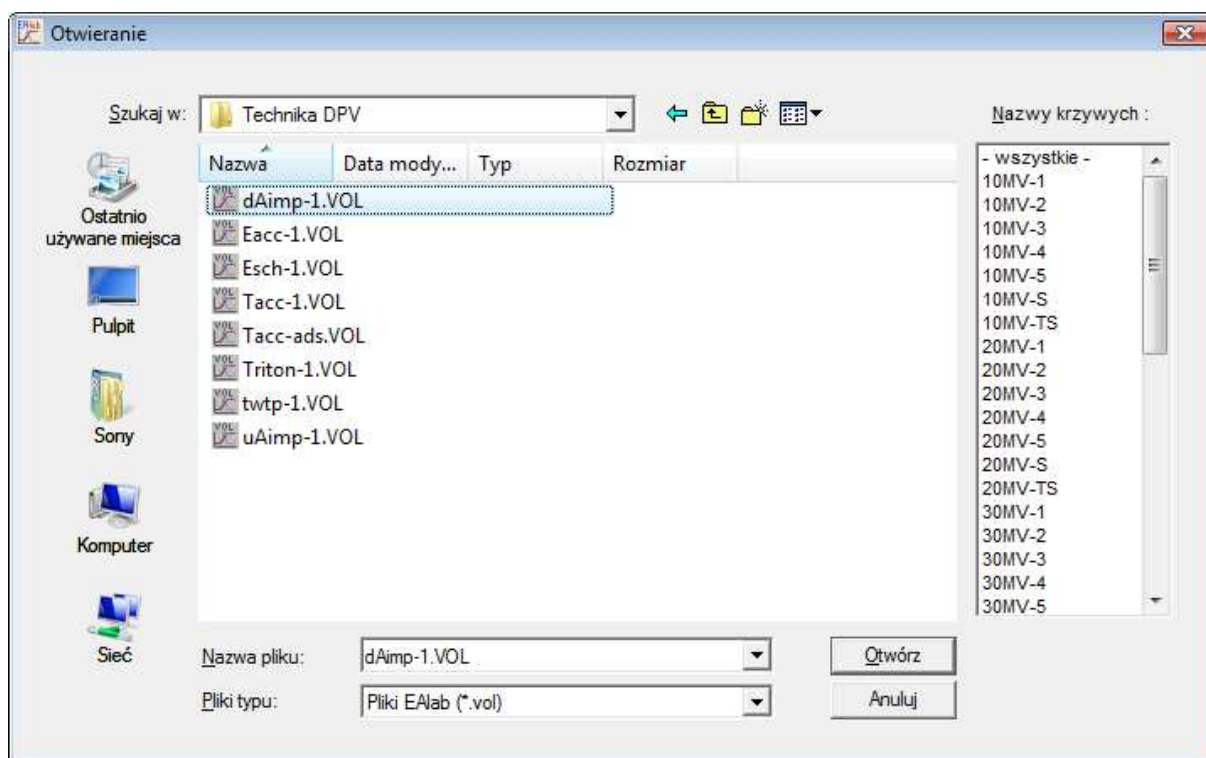 Otwieranie
Szukaj w: Technika DPV
Nazwy krzywych :
Nazwa Data mody... Typ Rozmiar
dAimp-1.VOL
Eacc-1.VOL
Esch-1.VOL
Tacc-1.VOL
Tacc-ads.VOL
Triton-1.VOL
twtp-1.VOL
uAimp-1.VOL
Ostatnio
używane miejsca
Pulpit
Sony
Komputer
Sieć
- wszystkie -
10MV-1
10MV-2
10MV-3
10MV-4
10MV-5
10MV-S
10MV-TS
20MV-1
20MV-2
20MV-3
20MV-4
20MV-5
20MV-S
20MV-TS
30MV-1
30MV-2
30MV-3
30MV-4
30MV-5
Nazwa pliku: dAimp-1.VOL Otwórz
Pliki typu: Pliki EAlab (*.vol) Anuluj